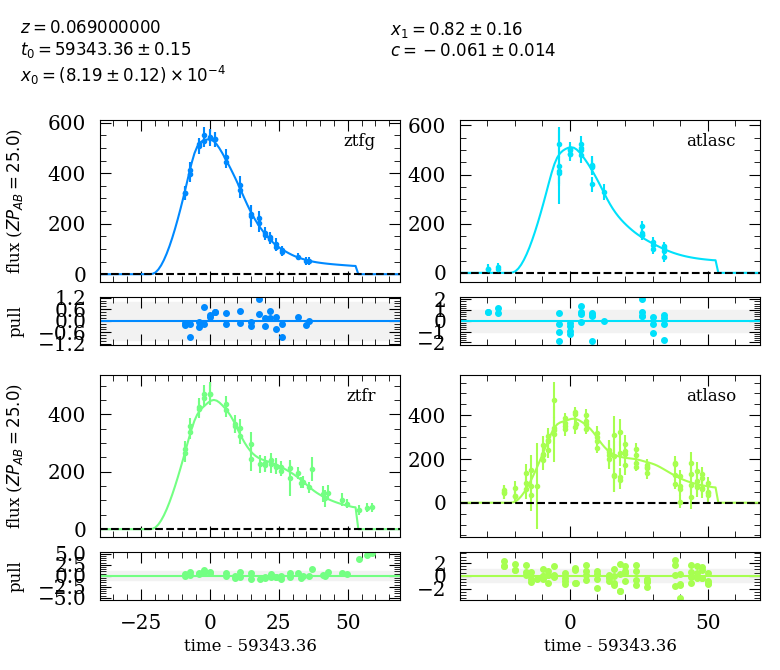 z = 0.069000000
t₀ = 59343.36 ± 0.15
x₀ = (8.19 ± 0.12) × 10⁻⁴
x₁ = 0.82 ± 0.16
c = −0.061 ± 0.014
flux (ZP_AB = 25.0)
600
400
200
0
ztfg
600
400
200
0
atlasc
pull
1.2
0.6
0.0
−0.6
−1.2
2
1
0
−1
−2
flux (ZP_AB = 25.0)
400
200
0
ztfr
400
200
0
atlaso
pull
5.0
2.5
0.0
−2.5
−5.0
2
0
−2
−25
0
25
50
time - 59343.36
0
50
time - 59343.36